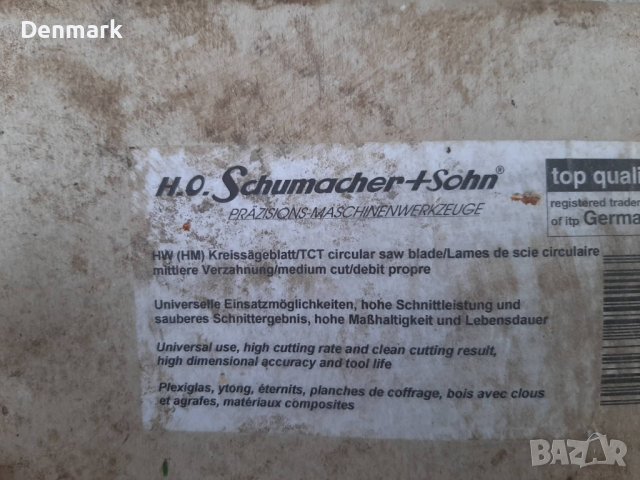 Denmark
H.O. Schumacher+Sohn®
PRÄZISIONS-MASCHINENWERKZEUGE
top quali
registered trader
of itp Germa
HW (HM) Kreissägeblatt/TCT circular saw blade/Lames de scie circulaire
mittlere Verzahnung/medium cut/debit propre
Universelle Einsatzmöglichkeiten, hohe Schnittleistung und
sauberes Schnittergebnis, hohe Maßhaltigkeit und Lebensdauer
Universal use, high cutting rate and clean cutting result,
high dimensional accuracy and tool life
Plexiglas, ytong, éternits, planches de coffrage, bois avec clous
et agrafes, matériaux composites
BAZAR